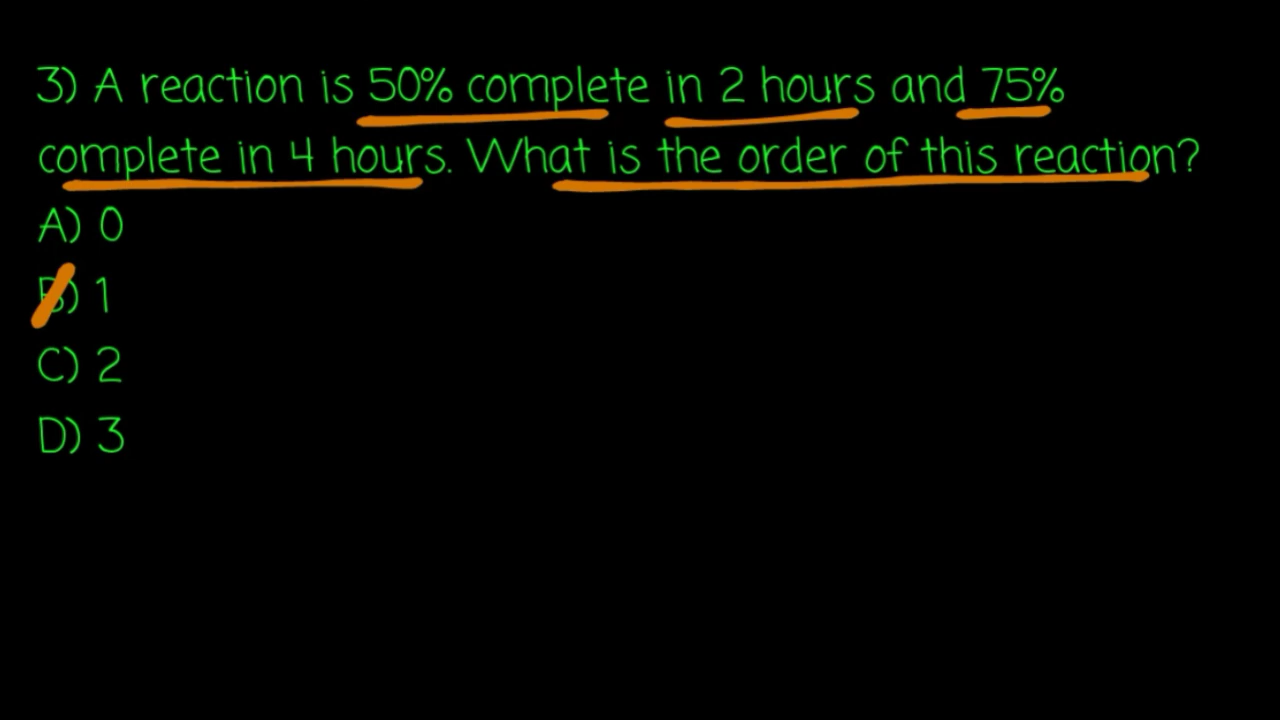 3) A reaction is 50% complete in 2 hours and 75%
complete in 4 hours. What is the order of this reaction?
A) 0
B) 1
C) 2
D) 3